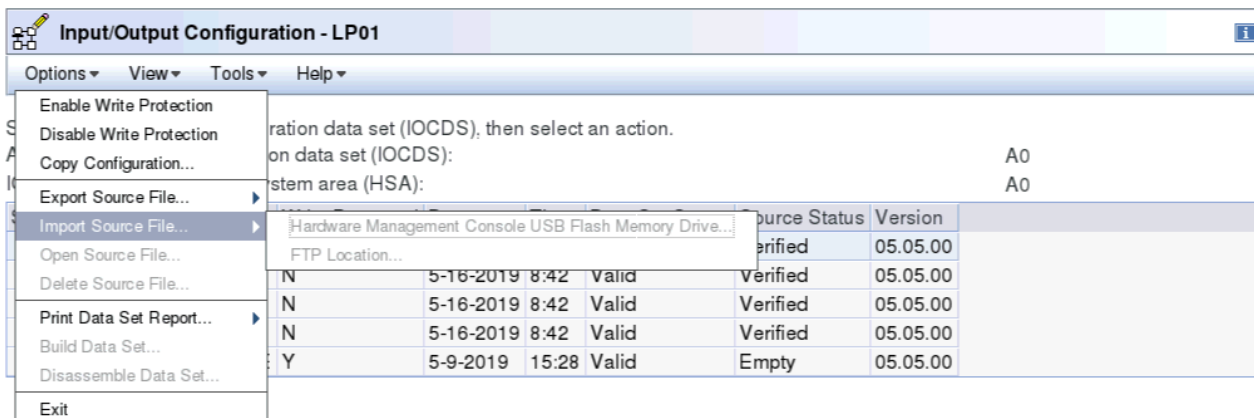 Input/Output Configuration - LP01
i
Options View Tools Help
Enable Write Protection
Disable Write Protection
Copy Configuration...
Export Source File...
Import Source File...
Open Source File...
Delete Source File...
Print Data Set Report...
Build Data Set...
Disassemble Data Set...
Exit
Hardware Management Console USB Flash Memory Drive...
FTP Location...
ration data set (IOCDS), then select an action.
on data set (IOCDS): A0
stem area (HSA): A0
ource Status Version
erified 05.05.00
N 5-16-2019 8:42 Valid Verified 05.05.00
N 5-16-2019 8:42 Valid Verified 05.05.00
N 5-16-2019 8:42 Valid Verified 05.05.00
Y 5-9-2019 15:28 Valid Empty 05.05.00